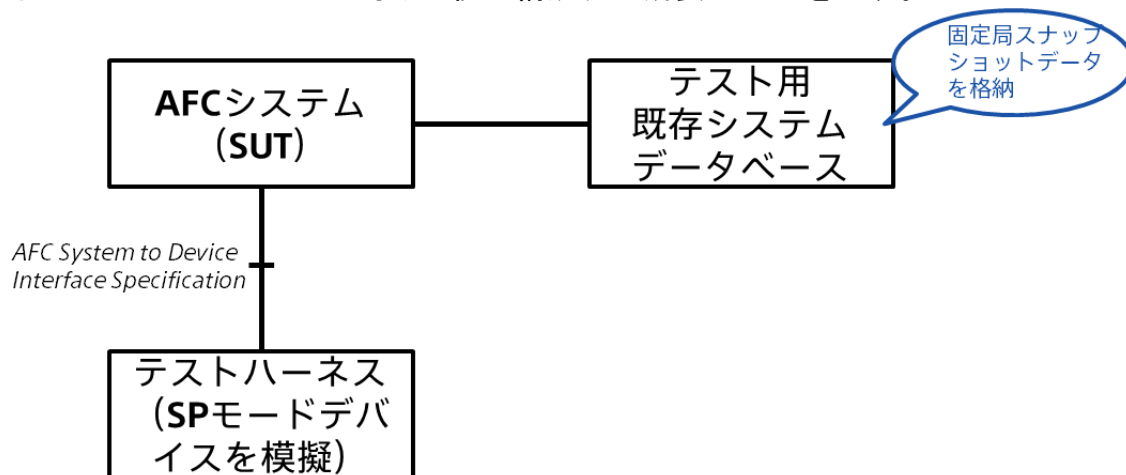 固定局スナップ
ショットデータ
を格納
AFCシステム
（SUT）
テスト用
既存システム
データベース
AFC System to Device
Interface Specification
テストハーネス
（SPモードデバ
イスを模擬）